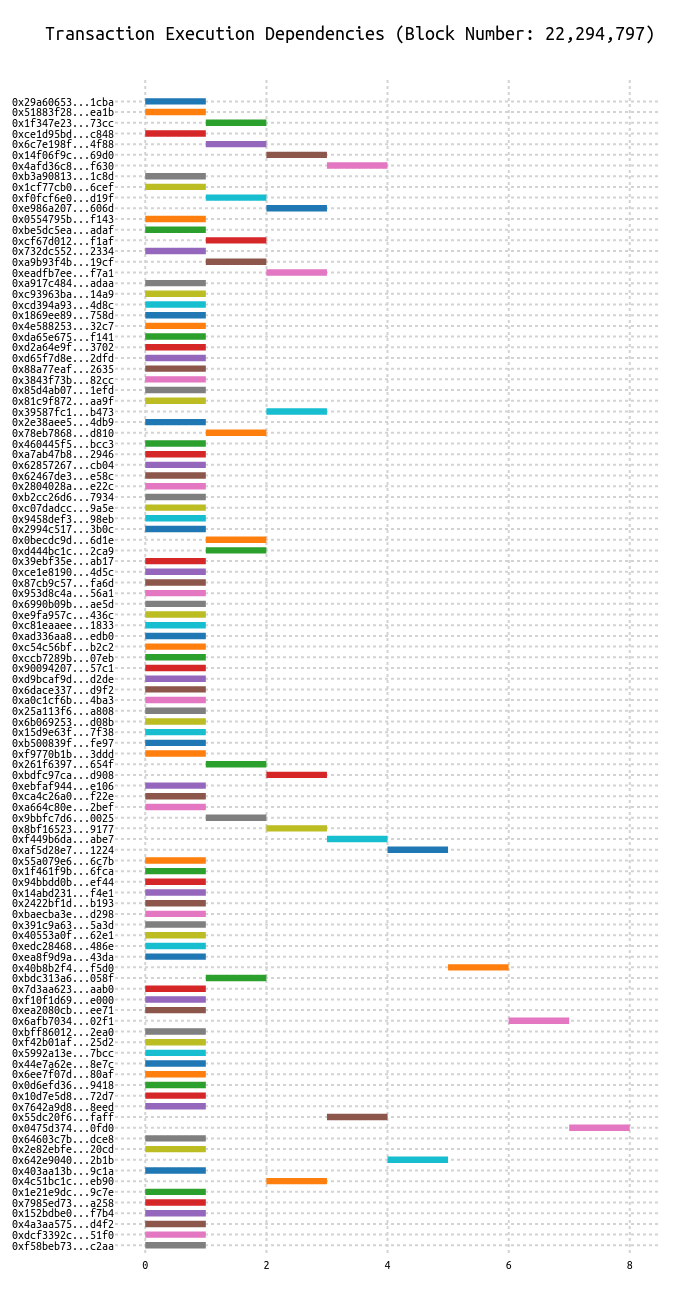 Transaction Execution Dependencies (Block Number: 22,294,797)
0x29a60653...1cba
0x51883f28...ea1b
0x1f347e23...73cc
0xce1d95bd...c848
0x6c7e198f...4f88
0x14f06f9c...69d0
0x4afd36c8...f630
0xb3a90813...1c8d
0x1cf77cb0...6cef
0xf0fcf6e0...d19f
0xe986a207...606d
0x0554795b...f143
0xbe5dc5ea...adaf
0xcf67d012...f1af
0x732dc552...2334
0xa9b93f4b...19cf
0xeadfb7ee...f7a1
0xa917c484...adaa
0xc93963ba...14a9
0xcd394a93...4d8c
0x1869ee89...758d
0x4e588253...32c7
0xda65e675...f141
0xd2a64e9f...3702
0xd65f7d8e...2dfd
0x88a77eaf...2635
0x3843f73b...82cc
0x85d4ab07...1efd
0x81c9f872...aa9f
0x39587fc1...b473
0x2e38aee5...4db9
0x78eb7868...d810
0x460445f5...bcc3
0xa7ab47b8...2946
0x62857267...cb04
0x62467de3...e58c
0x2804028a...e22c
0xb2cc26d6...7934
0xc07dadcc...9a5e
0x9458def3...98eb
0x2994c517...3b0c
0x0becdc9d...6d1e
0xd444bc1c...2ca9
0x39ebf35e...ab17
0xce1e8190...4d5c
0x87cb9c57...fa6d
0x953d8c4a...56a1
0x6990b09b...ae5d
0xe9fa957c...436c
0xc81eaaee...1833
0xad336aa8...edb0
0xc54c56bf...b2c2
0xccb7289b...07eb
0x90094207...57c1
0xd9bcaf9d...d2de
0x6dace337...d9f2
0xa0c1cf6b...4ba3
0x25a113f6...a808
0x6b069253...d08b
0x15d9e63f...7f38
0xb500839f...fe97
0xf9770b1b...3ddd
0x261f6397...654f
0xbdfc97ca...d908
0xebfaf944...e106
0xca4c26a0...f22e
0xa664c80e...2bef
0x9bbfc7d6...0025
0x8bf16523...9177
0xf449b6da...abe7
0xaf5d28e7...1224
0x55a079e6...6c7b
0x1f461f9b...6fca
0x94bbdd0b...ef44
0x14abd231...f4e1
0x2422bf1d...b193
0xbaecba3e...d298
0x391c9a63...5a3d
0x40553a0f...62e1
0xedc28468...486e
0xea8f9d9a...43da
0x40b8b2f4...f5d0
0xbdc313a6...058f
0x7d3aa623...aab0
0xf10f1d69...e000
0xea2080cb...ee71
0x6afb7034...02f1
0xbff86012...2ea0
0xf42b01af...25d2
0x5992a13e...7bcc
0x44e7a62e...8e7c
0x6ee7f07d...80af
0x0d6efd36...9418
0x10d7e5d8...72d7
0x7642a9d8...8eed
0x55dc20f6...faff
0x0475d374...0fd0
0x64603c7b...dce8
0x2e82ebfe...20cd
0x642e9040...2b1b
0x403aa13b...9c1a
0x4c51bc1c...eb90
0x1e21e9dc...9c7e
0x7985ed73...a258
0x152bdbe0...f7b4
0x4a3aa575...d4f2
0xdcf3392c...51f0
0xf58beb73...c2aa
0 2 4 6 8